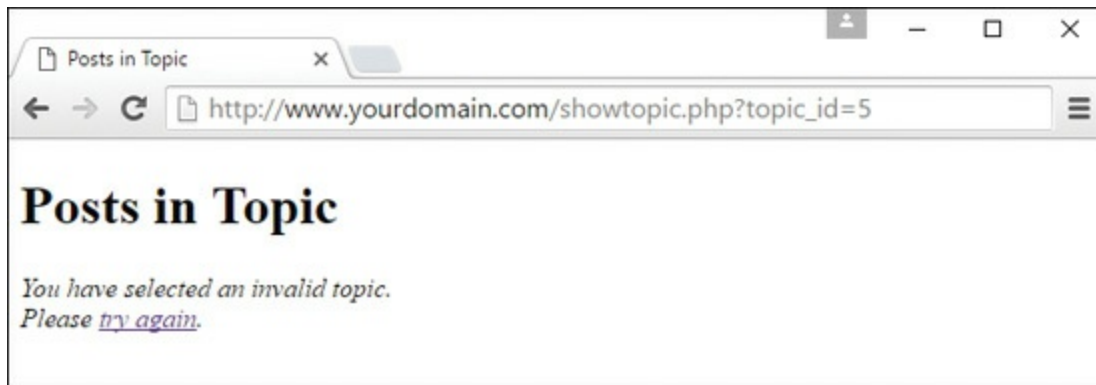 Posts in Topic
http://www.yourdomain.com/showtopic.php?topic_id=5
Posts in Topic
You have selected an invalid topic.
Please try again.